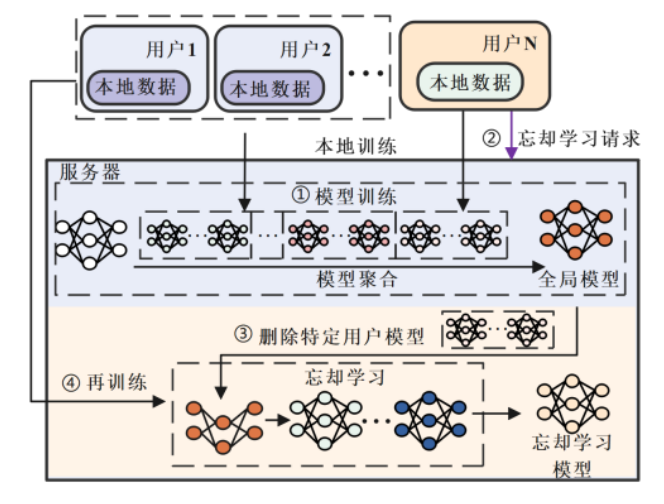 用户1
用户2
用户N
本地数据
本地数据
…
本地数据
本地训练
② 忘却学习请求
服务器
①模型训练
模型聚合
全局模型
③ 删除特定用户模型
④再训练
忘却学习
忘却学习
模型